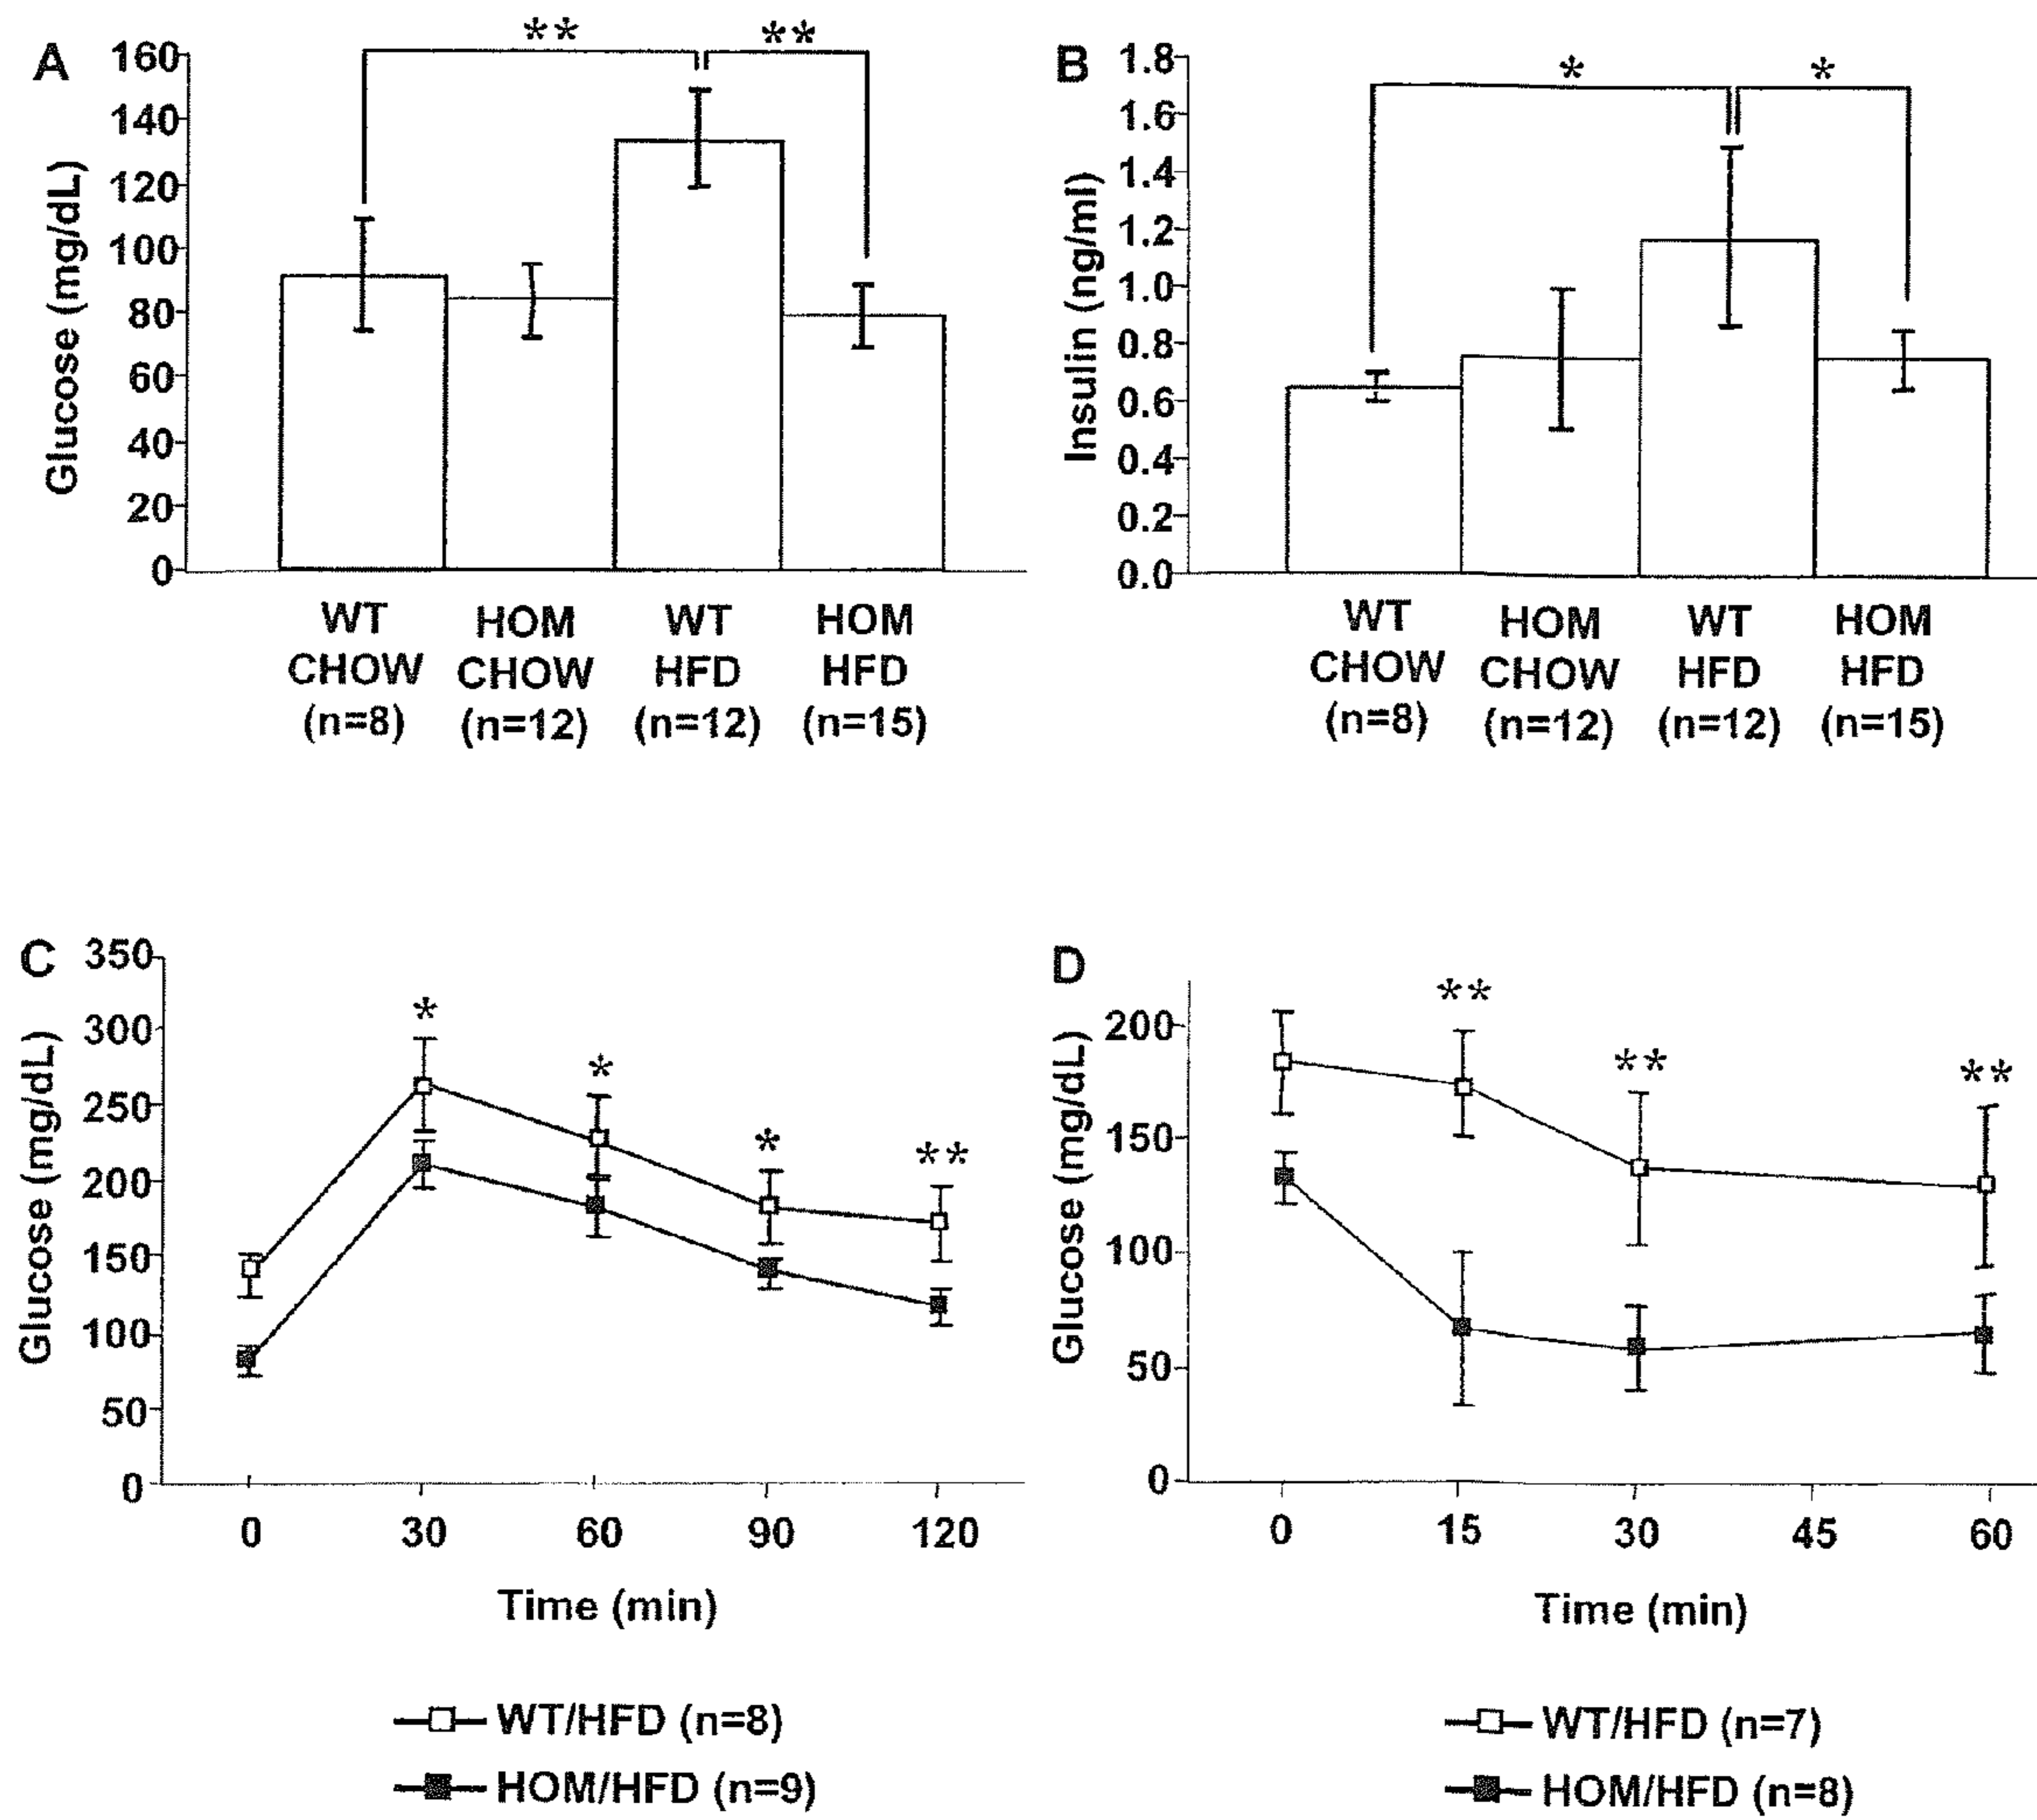 A
**
**
Glucose (mg/dL)
160
140
120
100
80
60
40
20
0
WT
CHOW
(n=8)
HOM
CHOW
(n=12)
WT
HFD
(n=12)
HOM
HFD
(n=15)
B
*
*
Insulin (ng/ml)
1.8
1.6
1.4
1.2
1.0
0.8
0.6
0.4
0.2
0.0
WT
CHOW
(n=8)
HOM
CHOW
(n=12)
WT
HFD
(n=12)
HOM
HFD
(n=15)
C
Glucose (mg/dL)
350
300
250
200
150
100
50
0
*
*
*
**
0 30 60 90 120
Time (min)
WT/HFD (n=8)
HOM/HFD (n=9)
D
Glucose (mg/dL)
200
150
100
50
0
**
**
**
0 15 30 45 60
Time (min)
WT/HFD (n=7)
HOM/HFD (n=8)